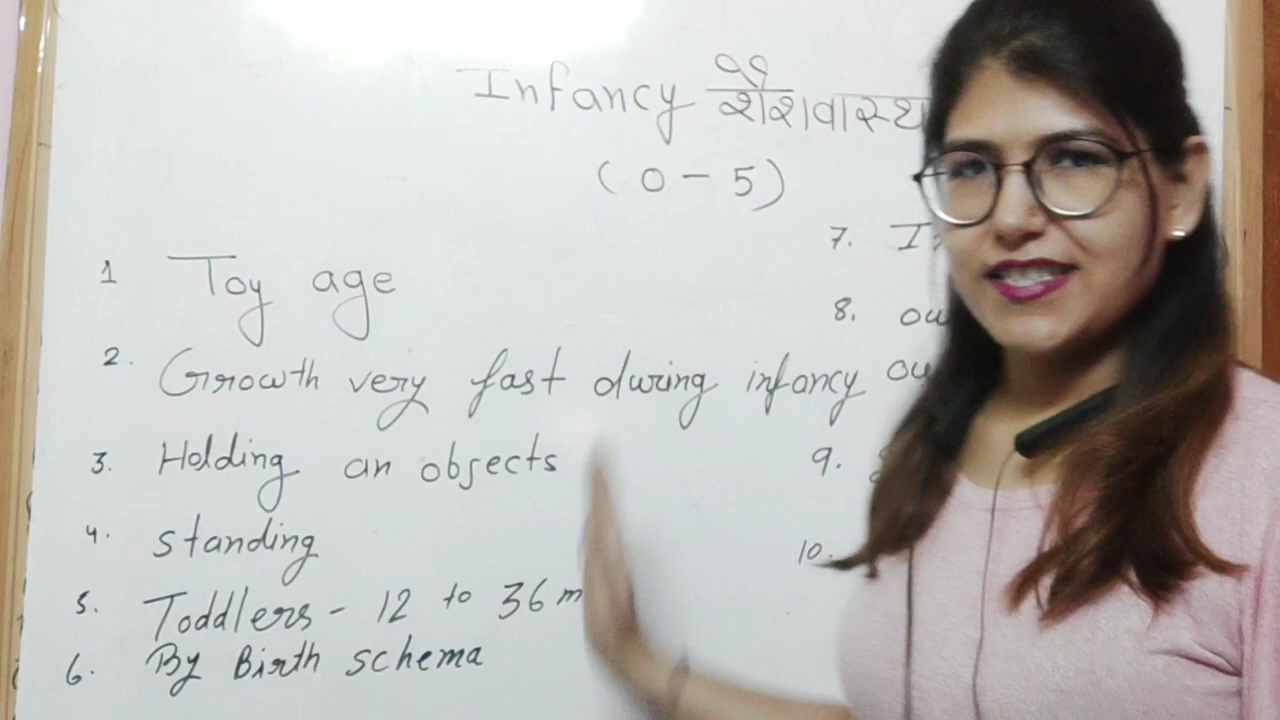 Infancy शैशवास्थ
(0 - 5)
1 Toy age
2. Growth very fast during infancy
3. Holding an objects
4. standing
5. Toddlers - 12 to 36 m
6. By Birth schema
7.
8.
9.
10.